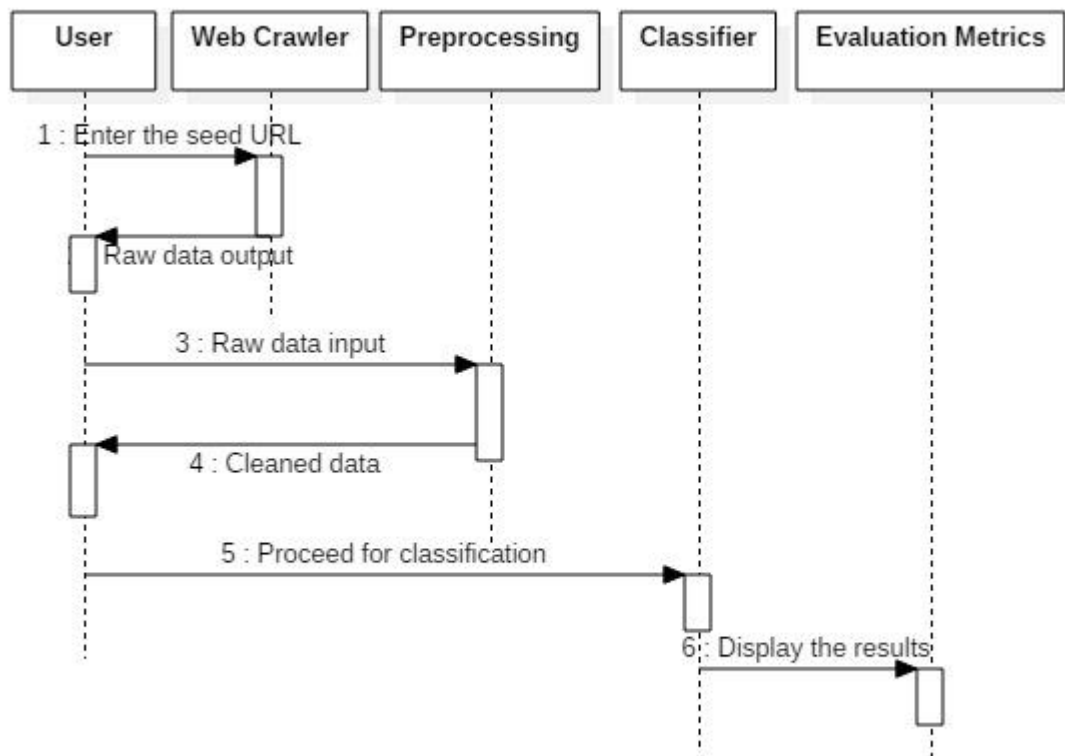 User
Web Crawler
Preprocessing
Classifier
Evaluation Metrics
1 : Enter the seed URL
Raw data output
3 : Raw data input
4 : Cleaned data
5 : Proceed for classification
6 : Display the results